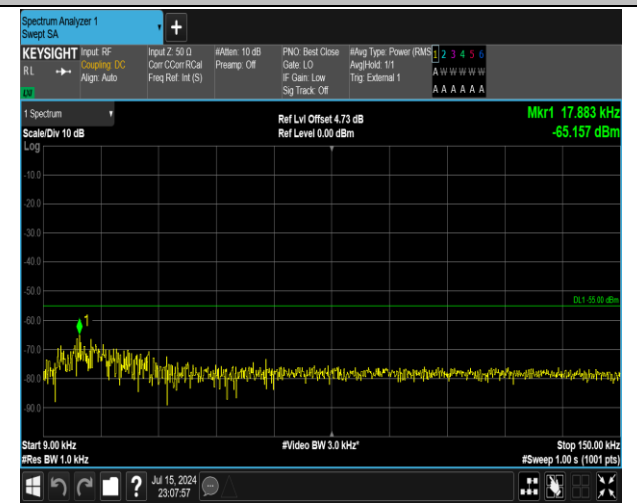 Spectrum Analyzer 1
Swept SA
+
KEYSIGHT
RL
Input: RF
Coupling: DC
Align: Auto
Input Z: 50 Ω
Corr CCorr RCal
Freq Ref: Int (S)
#Atten: 10 dB
Preamp: Off
PNO: Best Close
Gate: LO
IF Gain: Low
Sig Track: Off
#Avg Type: Power (RMS
Avg|Hold: 1/1
Trig: External 1
1 2 3 4 5 6
A W W W W W
A A A A A A
1 Spectrum
Scale/Div 10 dB
Log
Ref Lvl Offset 4.73 dB
Ref Level 0.00 dBm
Mkr1 17.883 kHz
-65.157 dBm
-10.0
-20.0
-30.0
-40.0
-50.0
DL1 -55.00 dBm
-60.0
1
-70.0
-80.0
-90.0
Start 9.00 kHz
#Res BW 1.0 kHz
#Video BW 3.0 kHz*
Stop 150.00 kHz
#Sweep 1.00 s (1001 pts)
?
Jul 15, 2024
23:07:57